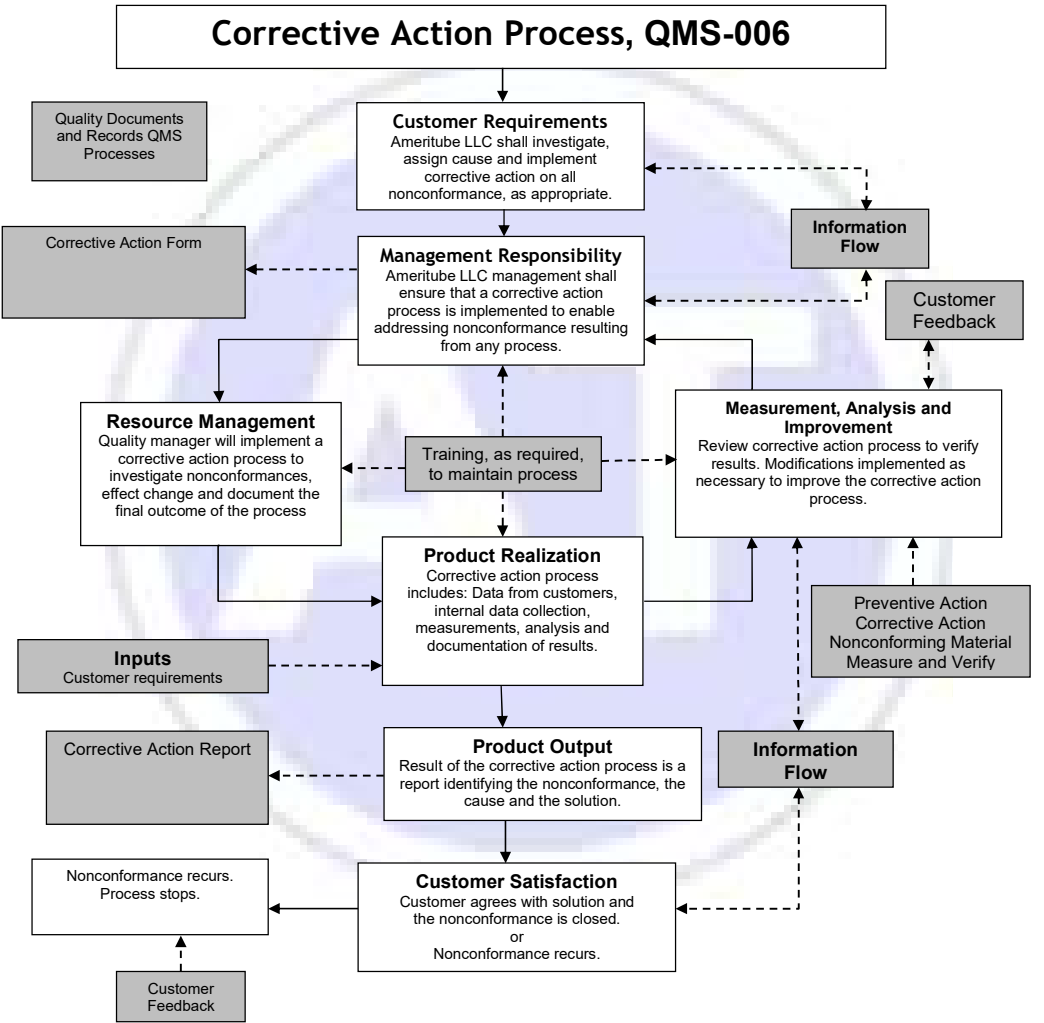 Corrective Action Process, QMS-006
Quality Documents
and Records QMS
Processes
Customer Requirements
Ameritube LLC shall investigate,
assign cause and implement
corrective action on all
nonconformance, as appropriate.
Information
Flow
Corrective Action Form
Management Responsibility
Ameritube LLC management shall
ensure that a corrective action
process is implemented to enable
addressing nonconformance resulting
from any process.
Customer
Feedback
Resource Management
Quality manager will implement a
corrective action process to
investigate nonconformances,
effect change and document the
final outcome of the process
Training, as required,
to maintain process
Measurement, Analysis and
Improvement
Review corrective action process to verify
results. Modifications implemented as
necessary to improve the corrective action
process.
Product Realization
Corrective action process
includes: Data from customers,
internal data collection,
measurements, analysis and
documentation of results.
Preventive Action
Corrective Action
Nonconforming Material
Measure and Verify
Inputs
Customer requirements
Corrective Action Report
Product Output
Result of the corrective action process is a
report identifying the nonconformance, the
cause and the solution.
Information
Flow
Nonconformance recurs.
Process stops.
Customer Satisfaction
Customer agrees with solution and
the nonconformance is closed.
or
Nonconformance recurs.
Customer
Feedback